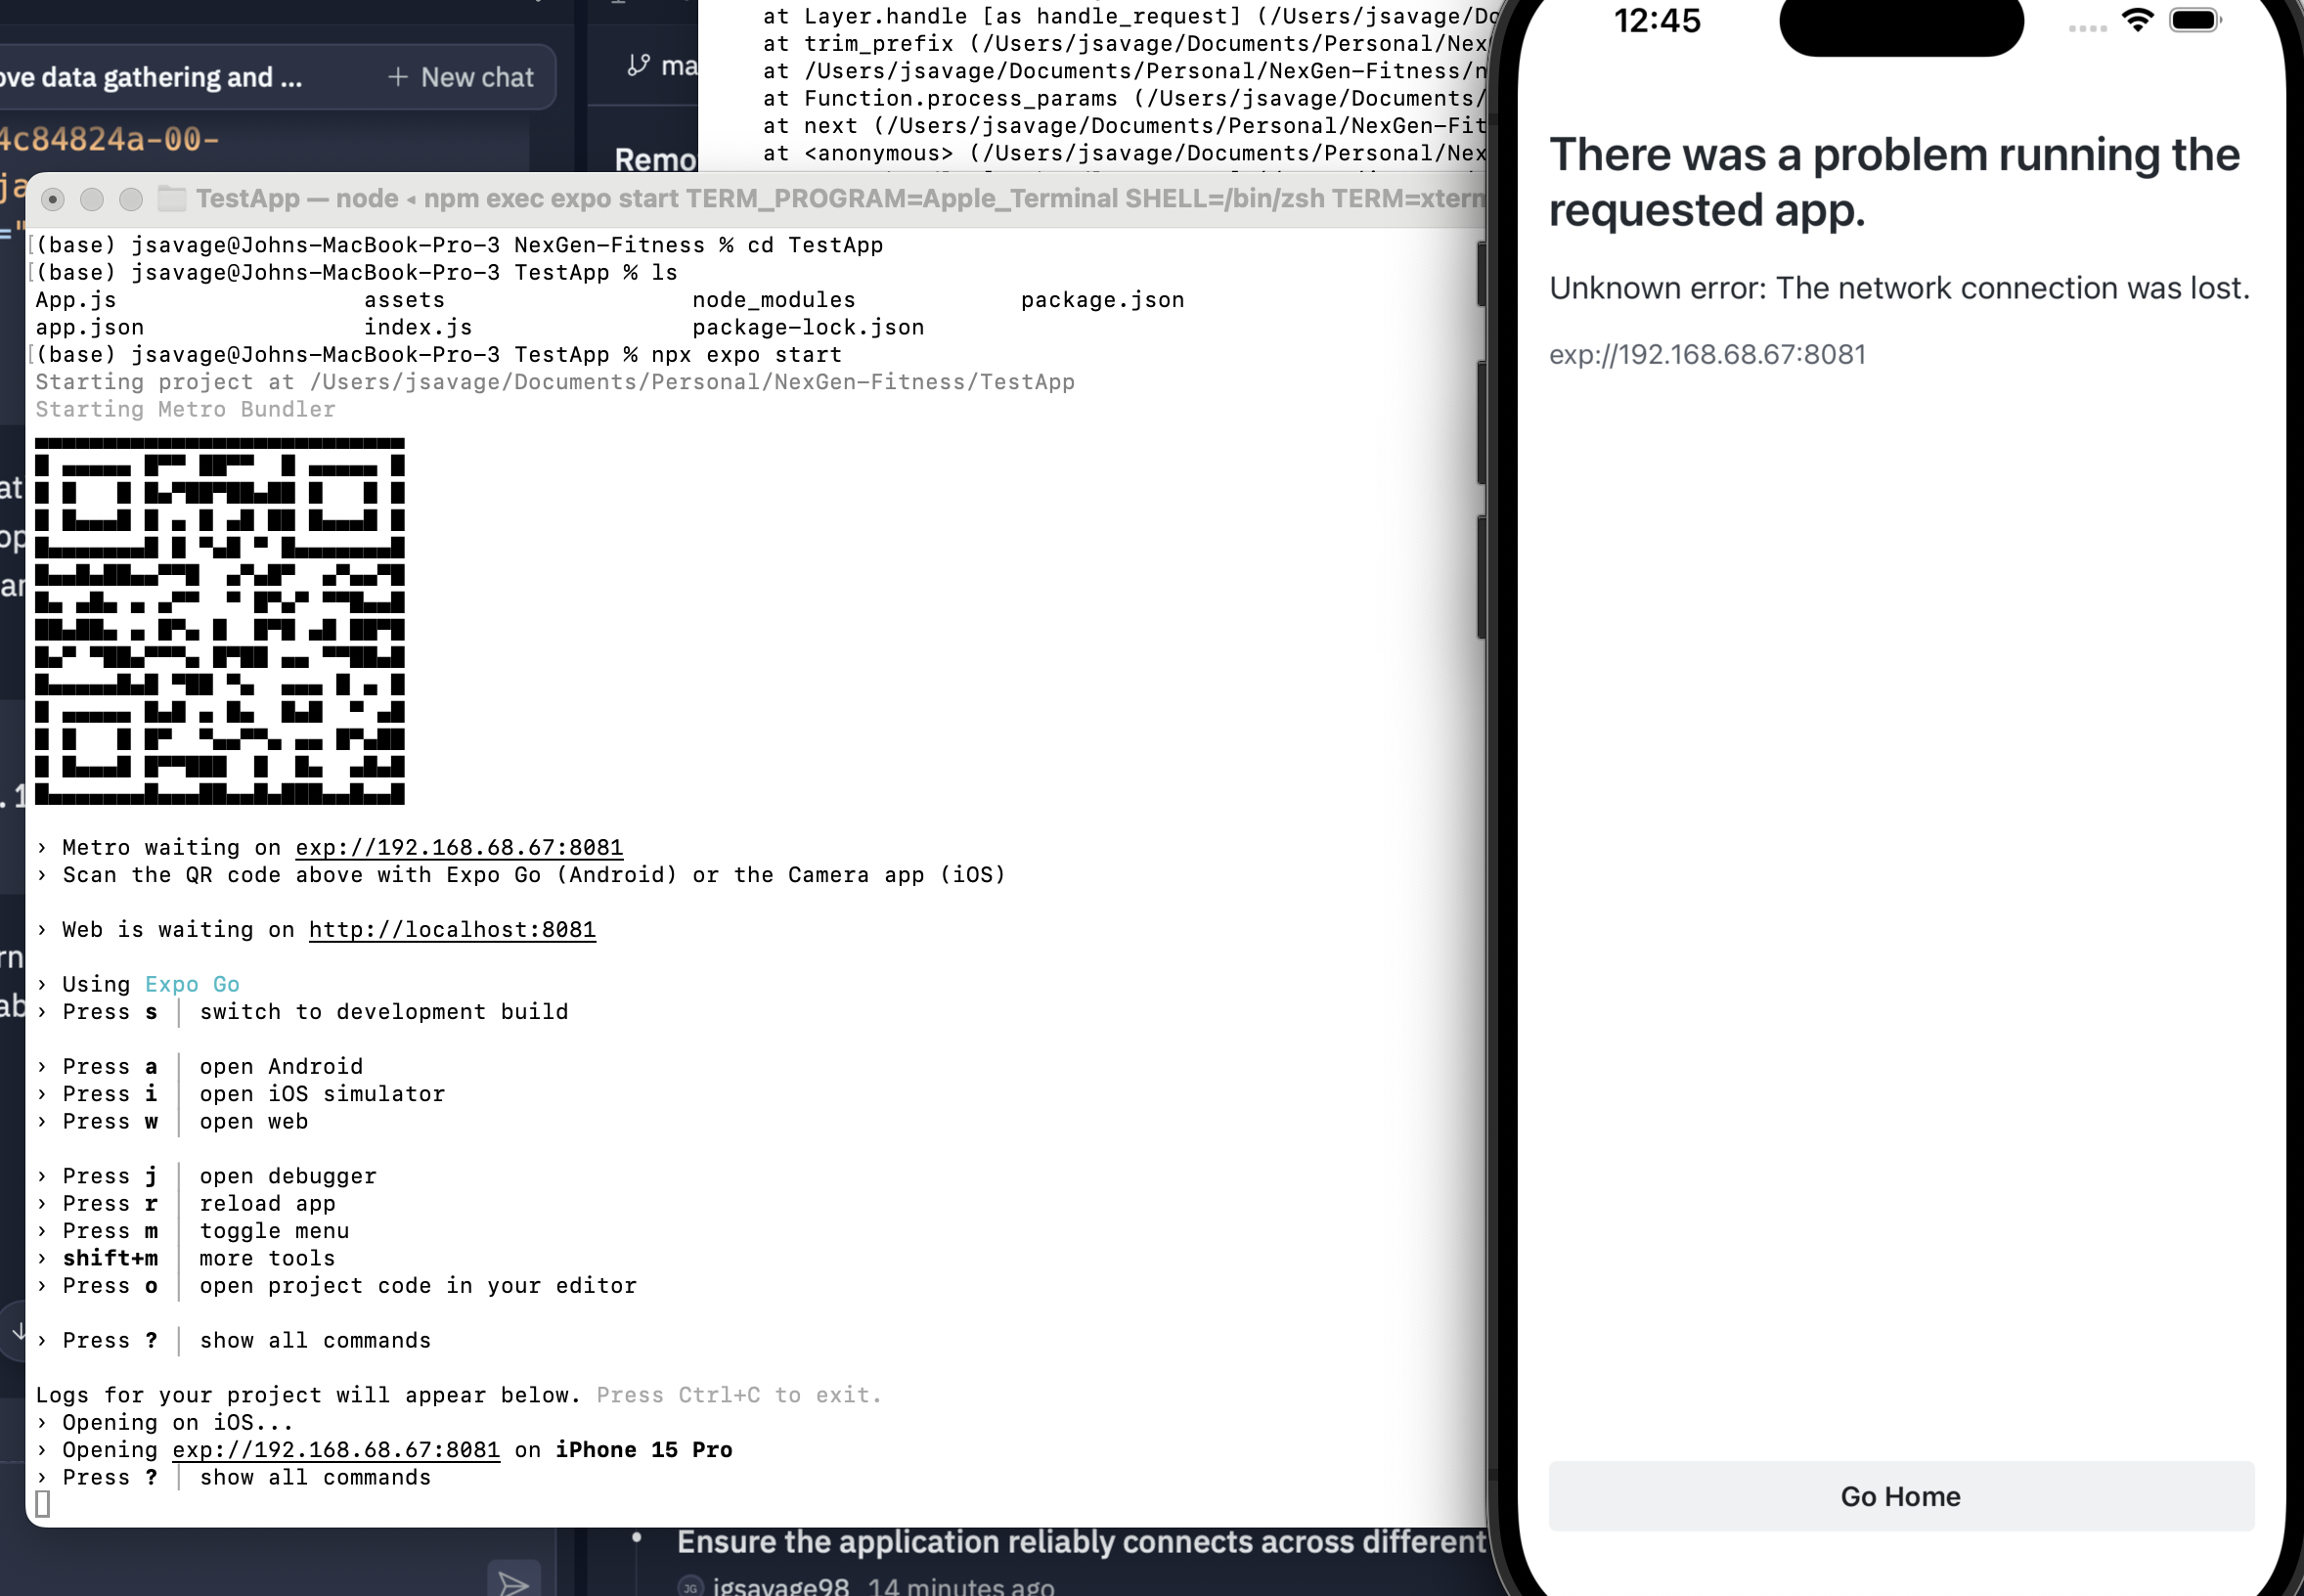 ove data gathering and ...
+ New chat
4c84824a-00-
ja
="
at
op
ar
.1
rn
ab
ma
Remo
at Layer.handle [as handle_request] (/Users/jsavage/Do
at trim_prefix (/Users/jsavage/Documents/Personal/Nex
at /Users/jsavage/Documents/Personal/NexGen-Fitness/n
at Function.process_params (/Users/jsavage/Documents/
at next (/Users/jsavage/Documents/Personal/NexGen-Fit
at <anonymous> (/Users/jsavage/Documents/Personal/Nex
TestApp — node ◂ npm exec expo start TERM_PROGRAM=Apple_Terminal SHELL=/bin/zsh TERM=xterm
[(base) jsavage@Johns-MacBook-Pro-3 NexGen-Fitness % cd TestApp
[(base) jsavage@Johns-MacBook-Pro-3 TestApp % ls
App.js assets node_modules package.json
app.json index.js package-lock.json
[(base) jsavage@Johns-MacBook-Pro-3 TestApp % npx expo start
Starting project at /Users/jsavage/Documents/Personal/NexGen-Fitness/TestApp
Starting Metro Bundler
› Metro waiting on exp://192.168.68.67:8081
› Scan the QR code above with Expo Go (Android) or the Camera app (iOS)
› Web is waiting on http://localhost:8081
› Using Expo Go
› Press s │ switch to development build
› Press a │ open Android
› Press i │ open iOS simulator
› Press w │ open web
› Press j │ open debugger
› Press r │ reload app
› Press m │ toggle menu
› shift+m │ more tools
› Press o │ open project code in your editor
› Press ? │ show all commands
Logs for your project will appear below. Press Ctrl+C to exit.
› Opening on iOS...
› Opening exp://192.168.68.67:8081 on iPhone 15 Pro
› Press ? │ show all commands
Ensure the application reliably connects across different
JG jgsavage98 14 minutes ago
12:45
There was a problem running the
requested app.
Unknown error: The network connection was lost.
exp://192.168.68.67:8081
Go Home